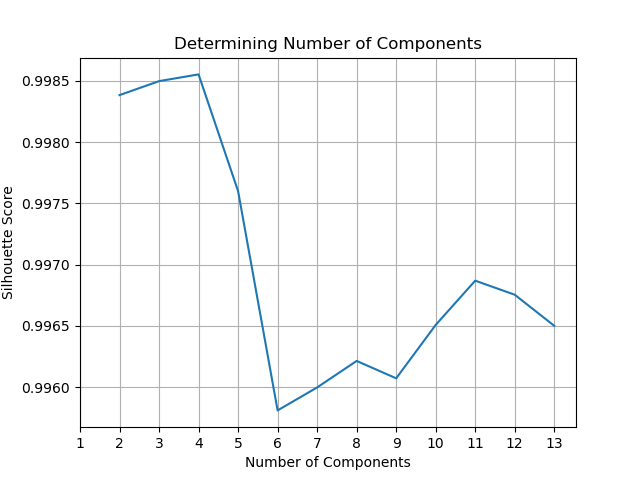 Determining Number of Components
Silhouette Score
0.9985
0.9980
0.9975
0.9970
0.9965
0.9960
1 2 3 4 5 6 7 8 9 10 11 12 13
Number of Components